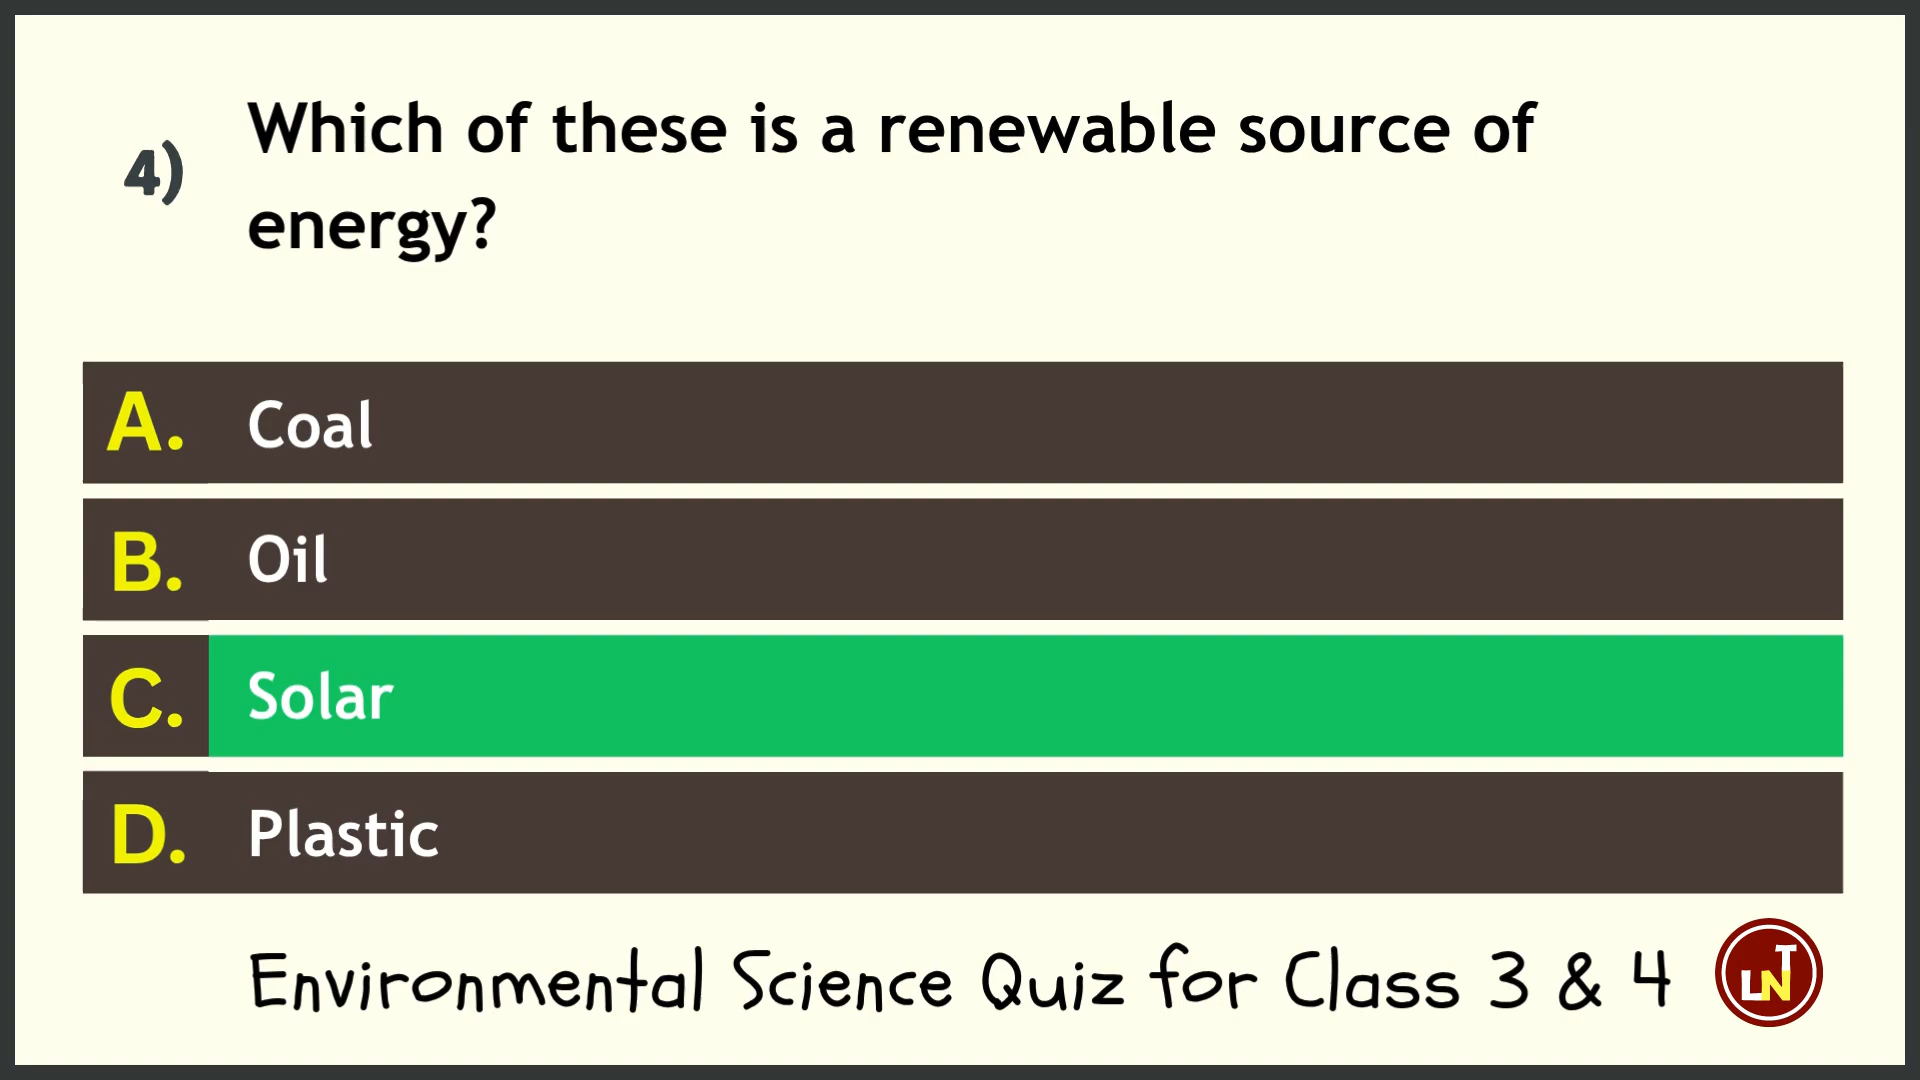 4) Which of these is a renewable source of
energy?
A. Coal
B. Oil
C. Solar
D. Plastic
Environmental Science Quiz for Class 3 & 4
LNT